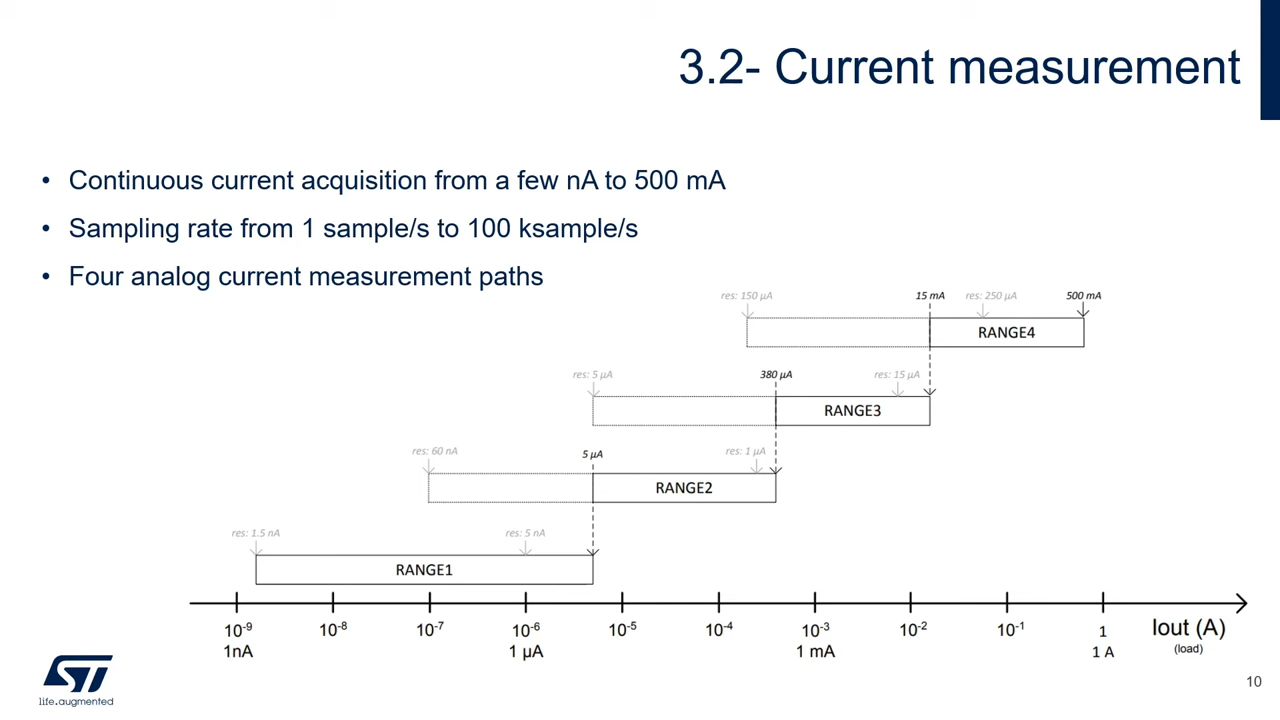 3.2- Current measurement
• Continuous current acquisition from a few nA to 500 mA
• Sampling rate from 1 sample/s to 100 ksample/s
• Four analog current measurement paths
res: 150 µA 15 mA res: 250 µA 500 mA
RANGE4
res: 5 µA 380 µA res: 15 µA
RANGE3
res: 60 nA 5 µA res: 1 µA
RANGE2
res: 1.5 nA res: 5 nA
RANGE1
10⁻⁹ 10⁻⁸ 10⁻⁷ 10⁻⁶ 10⁻⁵ 10⁻⁴ 10⁻³ 10⁻² 10⁻¹ 1 Iout (A)
1nA 1 µA 1 mA 1 A (load)
ST
life.augmented
10